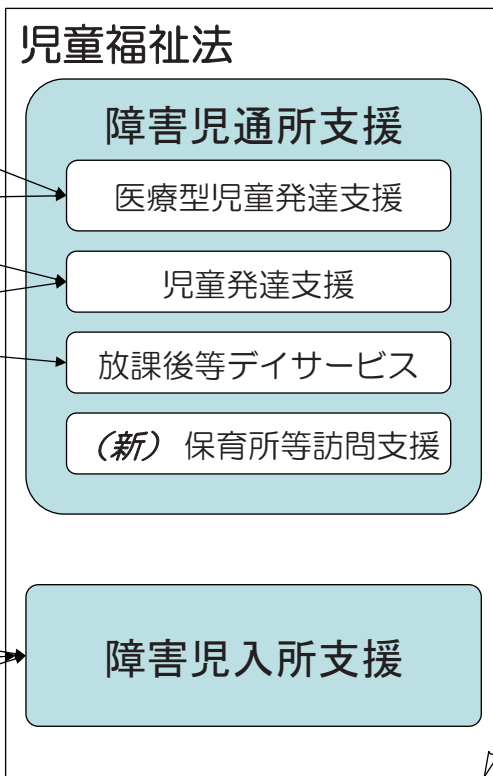 児童福祉法
障害児通所支援
医療型児童発達支援
児童発達支援
放課後等デイサービス
(新) 保育所等訪問支援
障害児入所支援